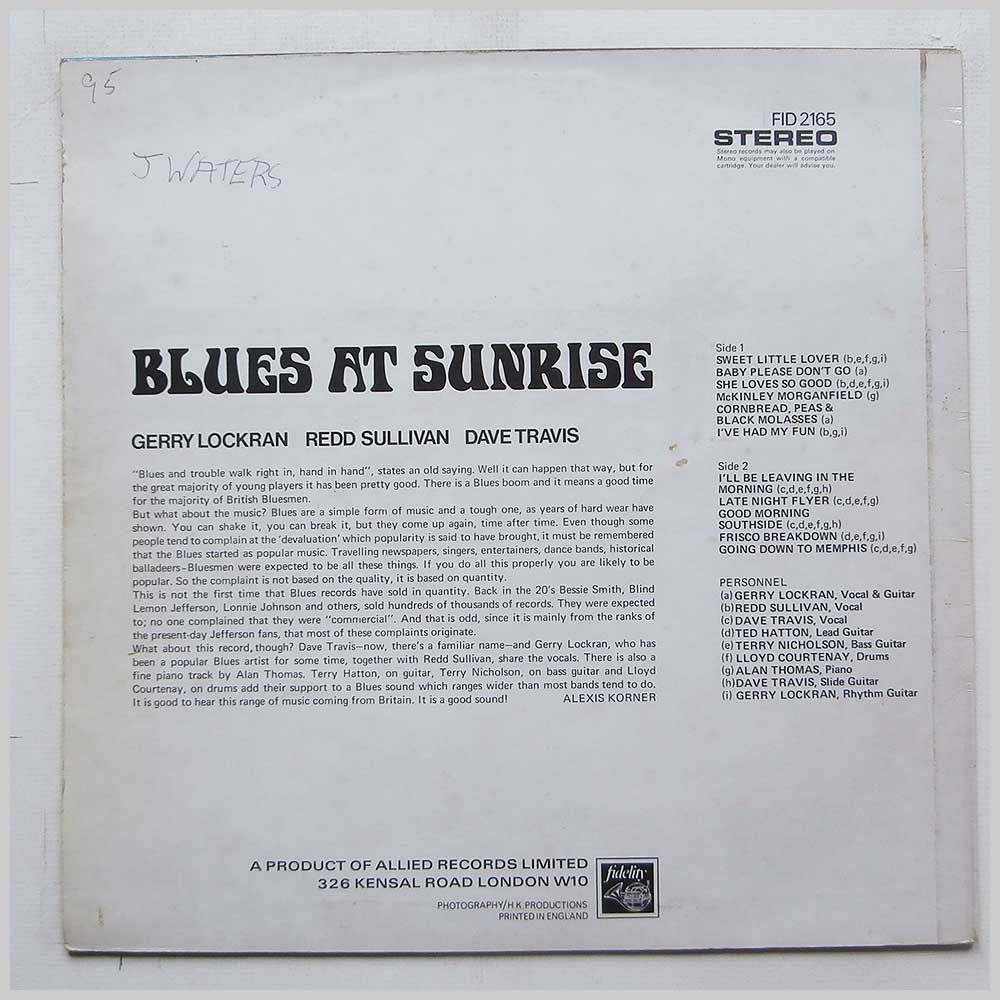 95
J WATERS
FID 2165
STEREO
Stereo records may also be played on
Mono equipment with a compatible
cartridge. Your dealer will advise you.
BLUES AT SUNRISE
GERRY LOCKRAN REDD SULLIVAN DAVE TRAVIS
"Blues and trouble walk right in, hand in hand", states an old saying. Well it can happen that way, but for
the great majority of young players it has been pretty good. There is a Blues boom and it means a good time
for the majority of British Bluesmen.
But what about the music? Blues are a simple form of music and a tough one, as years of hard wear have
shown. You can shake it, you can break it, but they come up again, time after time. Even though some
people tend to complain at the 'devaluation' which popularity is said to have brought, it must be remembered
that the Blues started as popular music. Travelling newspapers, singers, entertainers, dance bands, historical
balladeers-Bluesmen were expected to be all these things. If you do all this properly you are likely to be
popular. So the complaint is not based on the quality, it is based on quantity.
This is not the first time that Blues records have sold in quantity. Back in the 20's Bessie Smith, Blind
Lemon Jefferson, Lonnie Johnson and others, sold hundreds of thousands of records. They were expected
to; no one complained that they were "commercial". And that is odd, since it is mainly from the ranks of
the present-day Jefferson fans, that most of these complaints originate.
What about this record, though? Dave Travis—now, there's a familiar name—and Gerry Lockran, who has
been a popular Blues artist for some time, together with Redd Sullivan, share the vocals. There is also a
fine piano track by Alan Thomas. Terry Hatton, on guitar, Terry Nicholson, on bass guitar and Lloyd
Courtenay, on drums add their support to a Blues sound which ranges wider than most bands tend to do.
It is good to hear this range of music coming from Britain. It is a good sound! ALEXIS KORNER
Side 1
SWEET LITTLE LOVER (b,e,f,g,i)
BABY PLEASE DON'T GO (a)
SHE LOVES SO GOOD (b,d,e,f,g,i)
McKINLEY MORGANFIELD (g)
CORNBREAD, PEAS &
BLACK MOLASSES (a)
I'VE HAD MY FUN (b,g,i)
Side 2
I'LL BE LEAVING IN THE
MORNING (c,d,e,f,g,h)
LATE NIGHT FLYER (c,d,e,f,g)
GOOD MORNING
SOUTHSIDE (c,d,e,f,g,h)
FRISCO BREAKDOWN (d,e,f,g,i)
GOING DOWN TO MEMPHIS (c,d,e,f,g)
PERSONNEL
(a) GERRY LOCKRAN, Vocal & Guitar
(b) REDD SULLIVAN, Vocal
(c) DAVE TRAVIS, Vocal
(d) TED HATTON, Lead Guitar
(e) TERRY NICHOLSON, Bass Guitar
(f) LLOYD COURTENAY, Drums
(g) ALAN THOMAS, Piano
(h) DAVE TRAVIS, Slide Guitar
(i) GERRY LOCKRAN, Rhythm Guitar
A PRODUCT OF ALLIED RECORDS LIMITED
326 KENSAL ROAD LONDON W10
PHOTOGRAPHY/H.K. PRODUCTIONS
PRINTED IN ENGLAND
fidelity